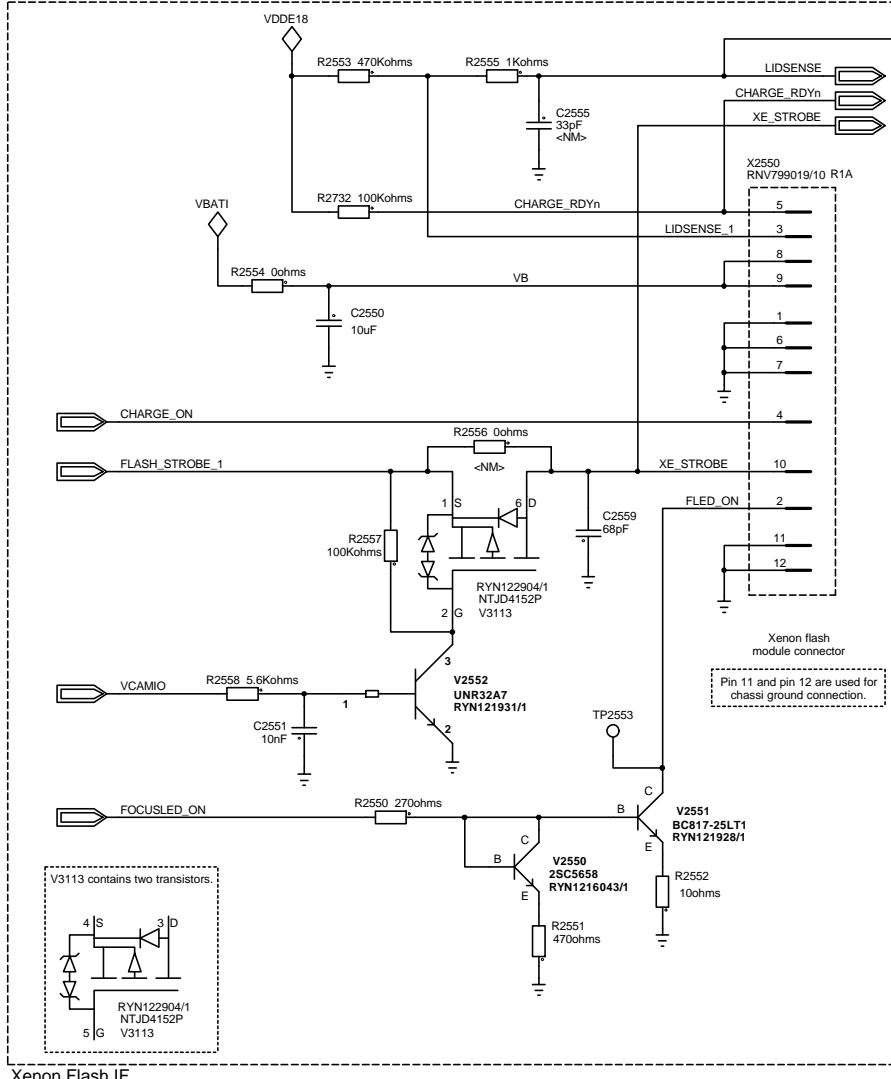 VDDE18
R2553 470Kohms
R2555 1Kohms
LIDSENSE
CHARGE_RDYn
XE_STROBE
C2555
33pF
<NM>
X2550
RNV799019/10 R1A
VBATI
R2732 100Kohms
CHARGE_RDYn
5
LIDSENSE_1
3
8
R2554 0ohms
VB
9
C2550
10uF
1
6
7
CHARGE_ON
4
R2556 0ohms
<NM>
FLASH_STROBE_1
XE_STROBE
10
1 S
6 D
FLED_ON
2
C2559
68pF
R2557
100Kohms
11
12
RYN122904/1
NTJD4152P
V3113
2 G
Xenon flash
module connector
3
VCAMIO
R2558 5.6Kohms
1
V2552
UNR32A7
RYN121931/1
2
Pin 11 and pin 12 are used for
chassi ground connection.
C2551
10nF
TP2553
FOCUSLED_ON
R2550 270ohms
C
B
V2551
BC817-25LT1
RYN121928/1
E
C
B
V2550
2SC5658
RYN1216043/1
E
R2552
10ohms
R2551
470ohms
V3113 contains two transistors.
4 S
3 D
RYN122904/1
NTJD4152P
V3113
5 G
Xenon Flash IF